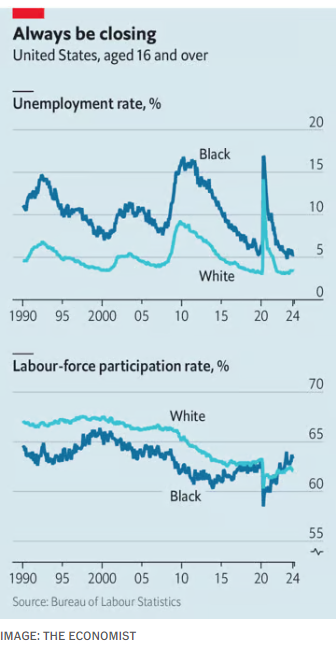 Always be closing
United States, aged 16 and over
Unemployment rate, %
20
Black
15
10
5
White
0
1990 95 2000 05 10 15 20 24
Labour-force participation rate, %
70
White
65
60
Black
55
1990 95 2000 05 10 15 20 24
Source: Bureau of Labour Statistics
IMAGE: THE ECONOMIST